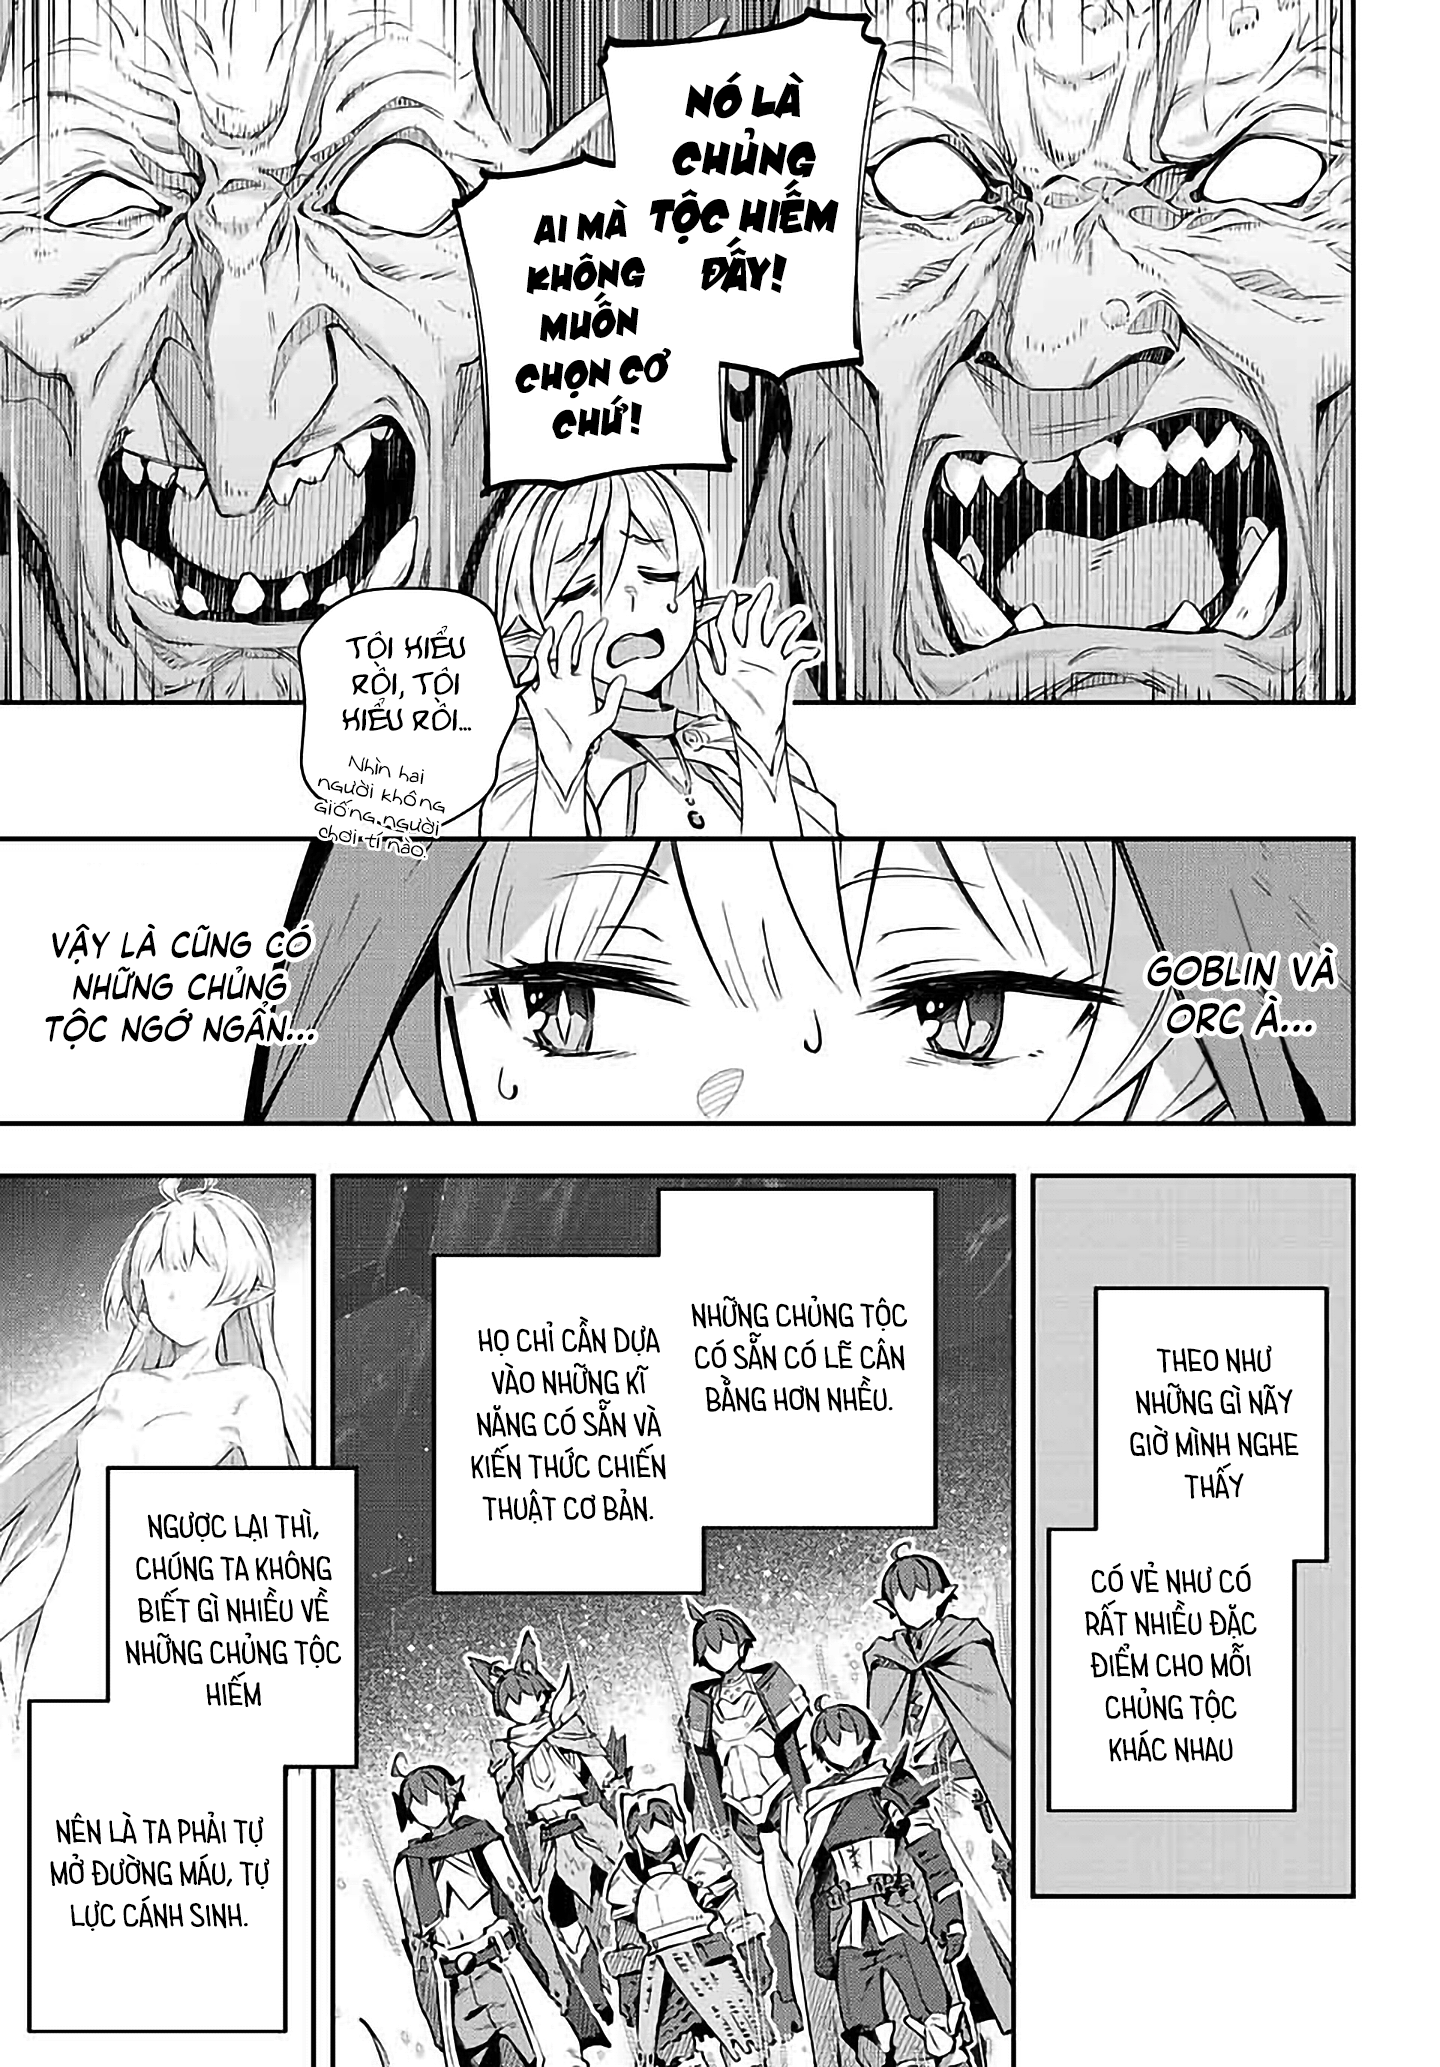 NÓ LÀ
CHỦNG
TỘC HIẾM
ĐẤY!
AI MÀ
KHÔNG
MUỐN
CHỌN CƠ
CHỨ!
TÔI HIỂU
RỒI, TÔI
HIỂU RỒI...
Nhìn hai
người không
giống người
chơi tí nào.
GOBLIN VÀ
ORC À...
VẬY LÀ CŨNG CÓ
NHỮNG CHỦNG
TỘC NGỚ NGẨN...
THEO NHƯ
NHỮNG GÌ NÃY
GIỜ MÌNH NGHE
THẤY
CÓ VẺ NHƯ CÓ
RẤT NHIỀU ĐẶC
ĐIỂM CHO MỖI
CHỦNG TỘC
KHÁC NHAU
NHỮNG CHỦNG TỘC
CÓ SẴN CÓ LẼ CÂN
BẰNG HƠN NHỀU.
HỌ CHỈ CẦN DỰA
VÀO NHỮNG KĨ
NĂNG CÓ SẴN VÀ
KIẾN THỨC CHIẾN
THUẬT CƠ BẢN.
NGƯỢC LẠI THÌ,
CHÚNG TA KHÔNG
BIẾT GÌ NHIỀU VỀ
NHỮNG CHỦNG TỘC
HIẾM
NÊN LÀ TA PHẢI TỰ
MỞ ĐƯỜNG MÁU, TỰ
LỰC CÁNH SINH.